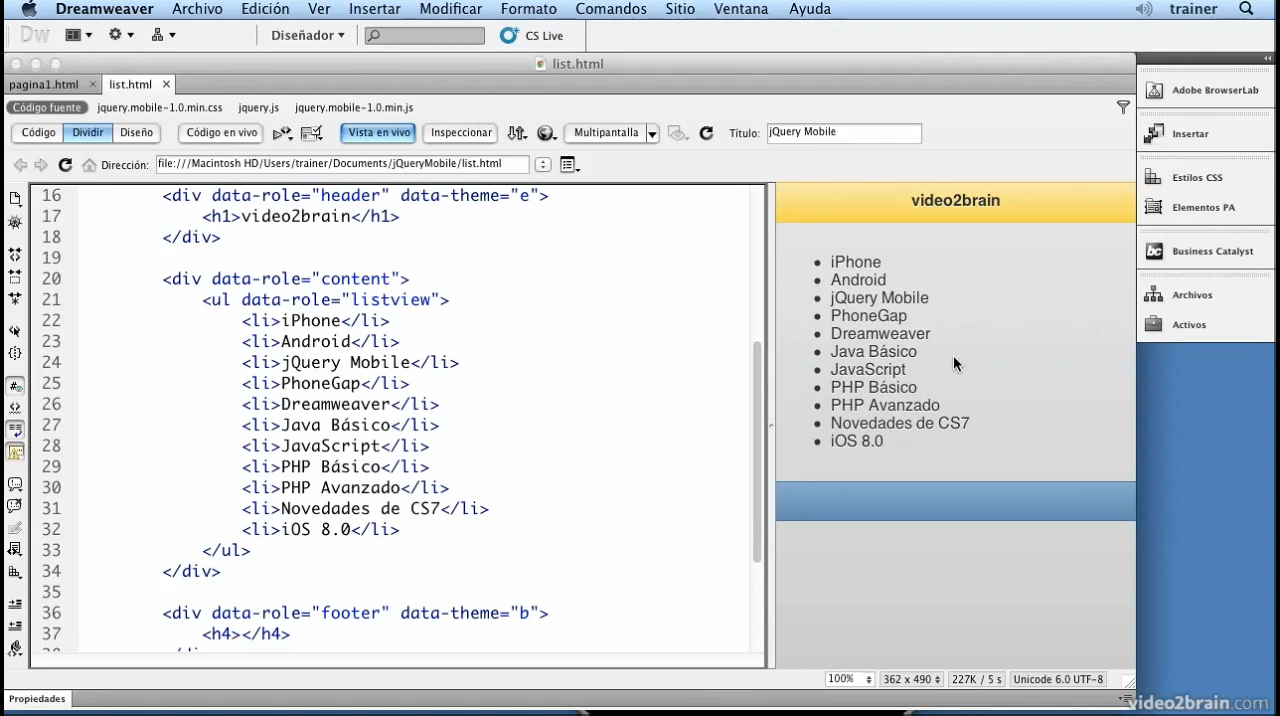 Dreamweaver Archivo Edición Ver Insertar Modificar Formato Comandos Sitio Ventana Ayuda trainer
Dw Diseñador CS Live
list.html
pagina1.html × list.html ×
Código fuente jquery.mobile-1.0.min.css jquery.js jquery.mobile-1.0.min.js
Código Dividir Diseño Código en vivo Vista en vivo Inspeccionar Multipantalla Título: jQuery Mobile
Dirección: file:///Macintosh HD/Users/trainer/Documents/jQueryMobile/list.html
16 <div data-role="header" data-theme="e">
17 <h1>video2brain</h1>
18 </div>
19
20 <div data-role="content">
21 <ul data-role="listview">
22 <li>iPhone</li>
23 <li>Android</li>
24 <li>jQuery Mobile</li>
25 <li>PhoneGap</li>
26 <li>Dreamweaver</li>
27 <li>Java Básico</li>
28 <li>JavaScript</li>
29 <li>PHP Básico</li>
30 <li>PHP Avanzado</li>
31 <li>Novedades de CS7</li>
32 <li>iOS 8.0</li>
33 </ul>
34 </div>
35
36 <div data-role="footer" data-theme="b">
37 <h4></h4>
video2brain
• iPhone
• Android
• jQuery Mobile
• PhoneGap
• Dreamweaver
• Java Básico
• JavaScript
• PHP Básico
• PHP Avanzado
• Novedades de CS7
• iOS 8.0
Adobe BrowserLab
Insertar
Estilos CSS
Elementos PA
bc Business Catalyst
Archivos
Activos
100% 362 x 490 227K / 5 s Unicode 6.0 UTF-8
Propiedades
video2brain.com